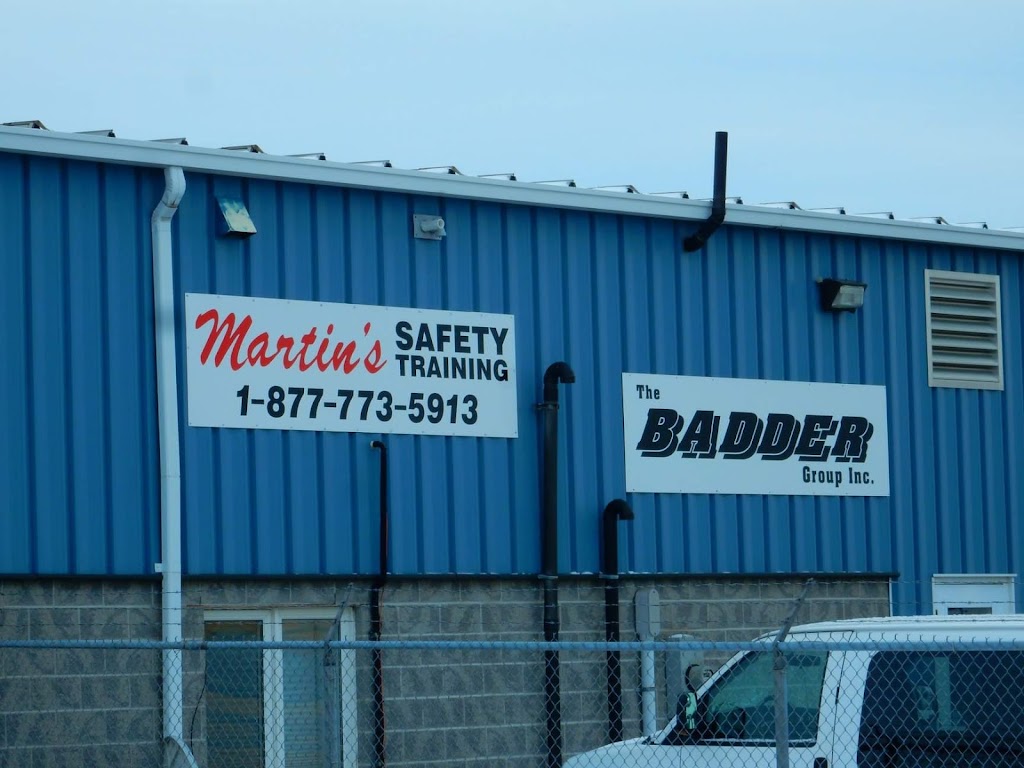 Martin's SAFETY
TRAINING
1-877-773-5913
The
BADDER
Group Inc.